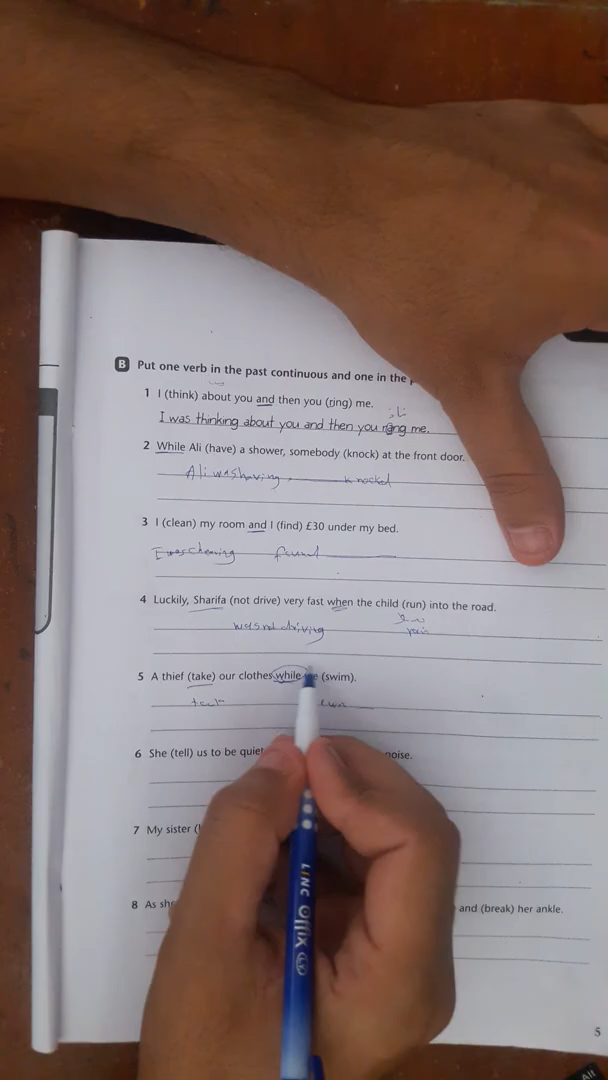 B Put one verb in the past continuous and one in the
1 I (think) about you and then you (ring) me.
I was thinking about you and then you rang me.
2 While Ali (have) a shower, somebody (knock) at the front door.
Ali was having knocked
3 I (clean) my room and I (find) £30 under my bed.
found
4 Luckily, Sharifa (not drive) very fast when the child (run) into the road.
was not driving
5 A thief (take) our clothes while (swim).
took
6 She (tell) us to be quiet noise.
7 My sister
8 As she and (break) her ankle.
5
LINC Offix
Alt